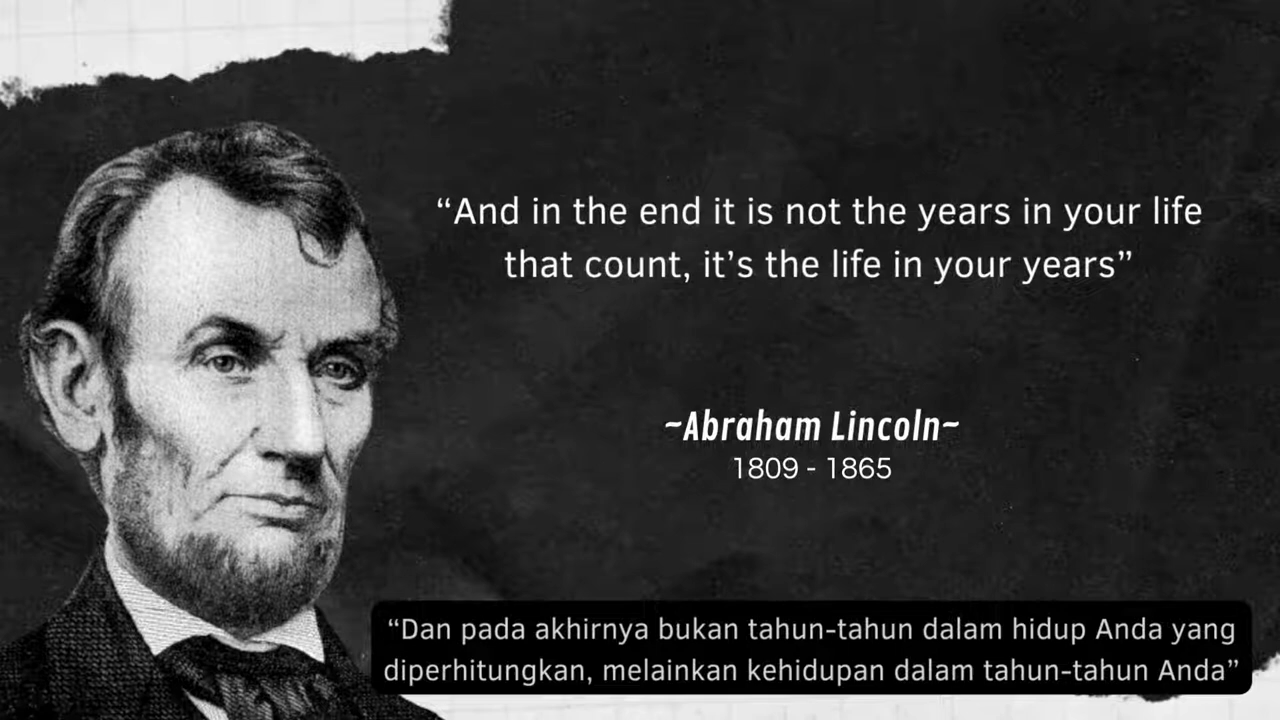 “And in the end it is not the years in your life
that count, it’s the life in your years”
~Abraham Lincoln~
1809 - 1865
“Dan pada akhirnya bukan tahun-tahun dalam hidup Anda yang
diperhitungkan, melainkan kehidupan dalam tahun-tahun Anda”